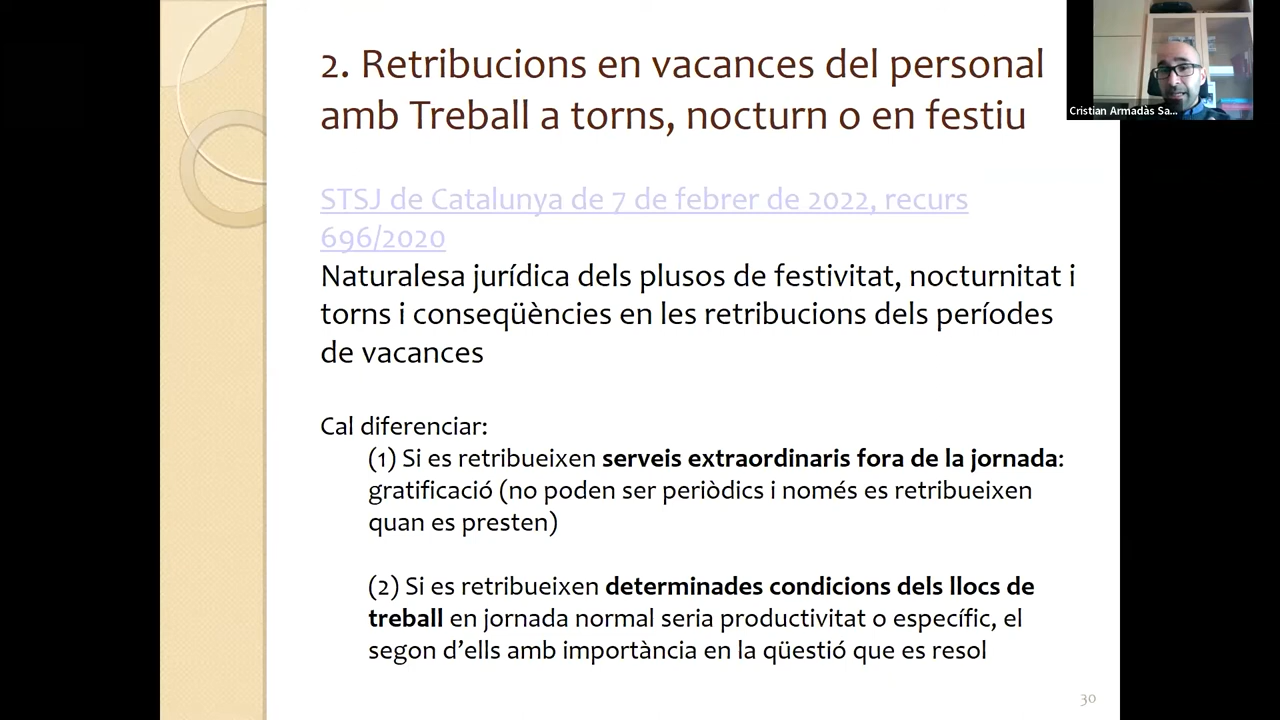 2. Retribucions en vacances del personal
amb Treball a torns, nocturn o en festiu
Cristian Armadàs Sa...
STSJ de Catalunya de 7 de febrer de 2022, recurs
696/2020
Naturalesa jurídica dels plusos de festivitat, nocturnitat i
torns i conseqüències en les retribucions dels períodes
de vacances
Cal diferenciar:
(1) Si es retribueixen serveis extraordinaris fora de la jornada:
gratificació (no poden ser periòdics i només es retribueixen
quan es presten)
(2) Si es retribueixen determinades condicions dels llocs de
treball en jornada normal seria productivitat o específic, el
segon d’ells amb importància en la qüestió que es resol
30